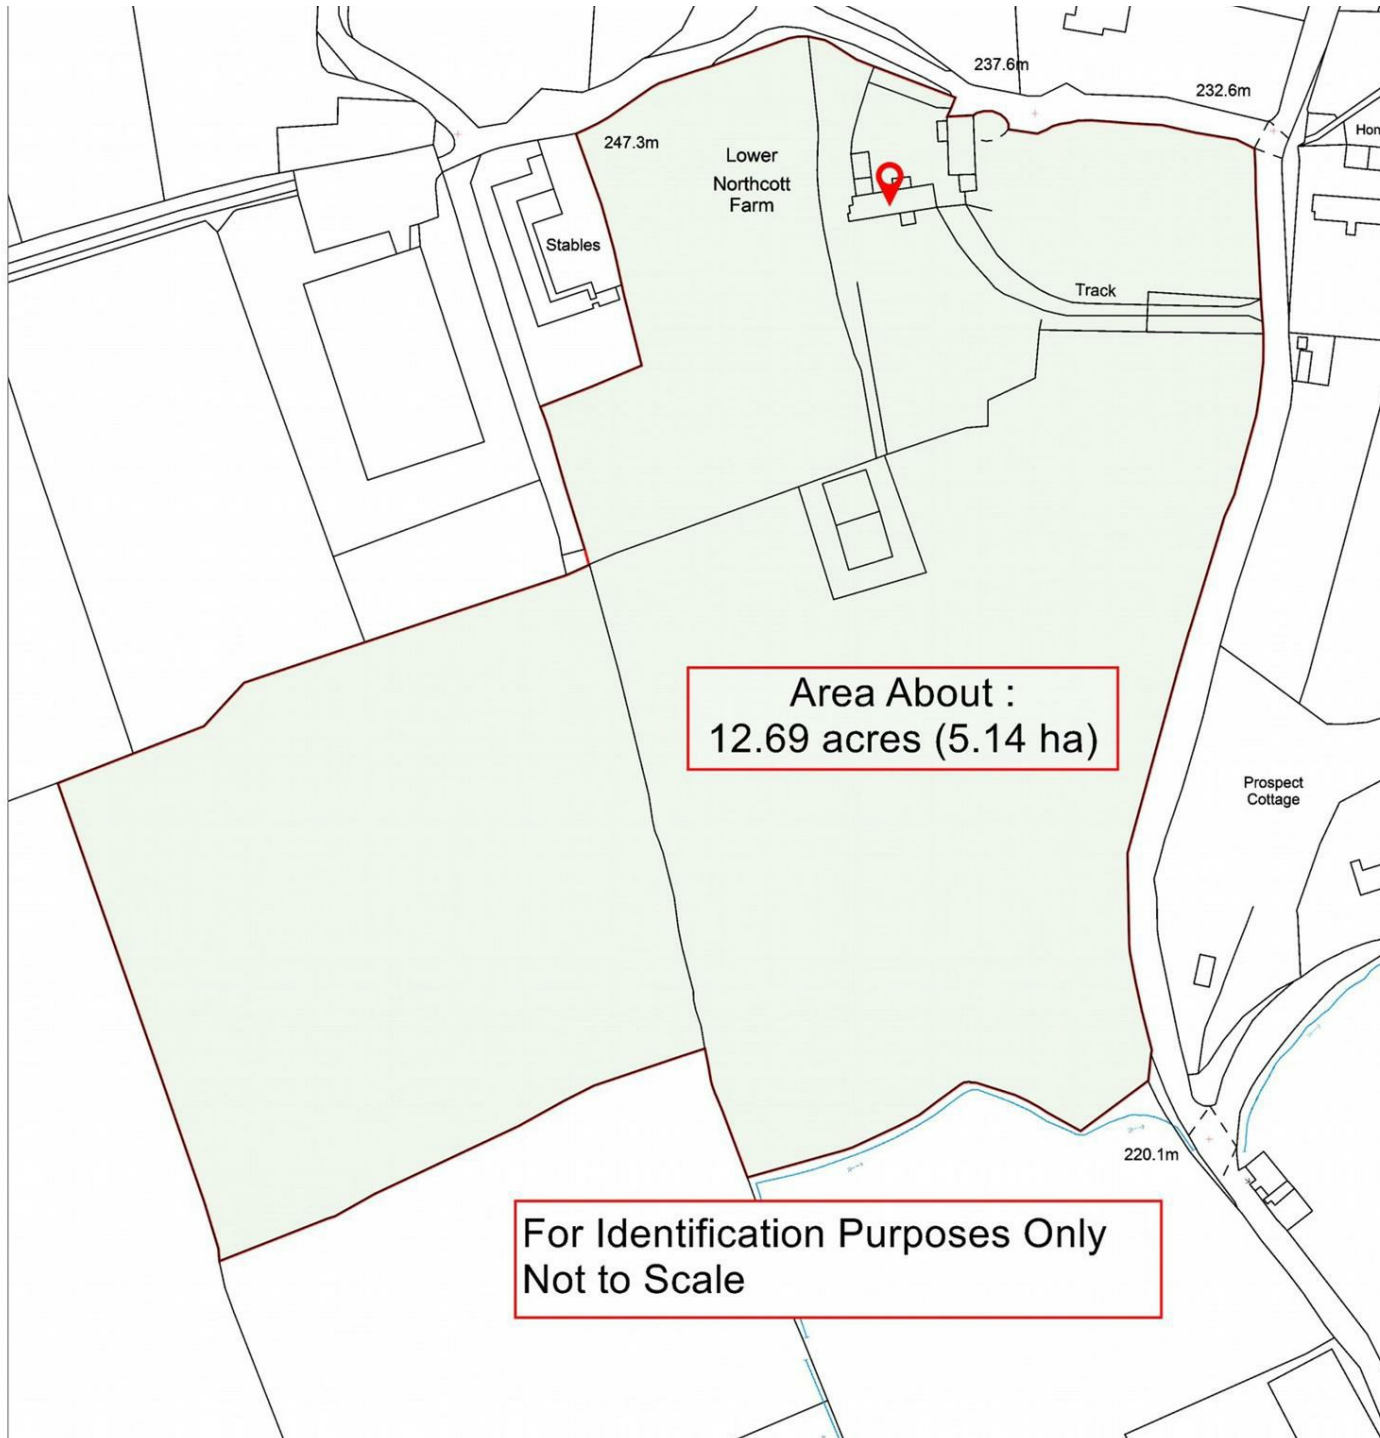 237.6m
232.6m
Hom
247.3m
Lower
Northcott
Farm
Stables
Track
Area About :
12.69 acres (5.14 ha)
Prospect
Cottage
220.1m
For Identification Purposes Only
Not to Scale